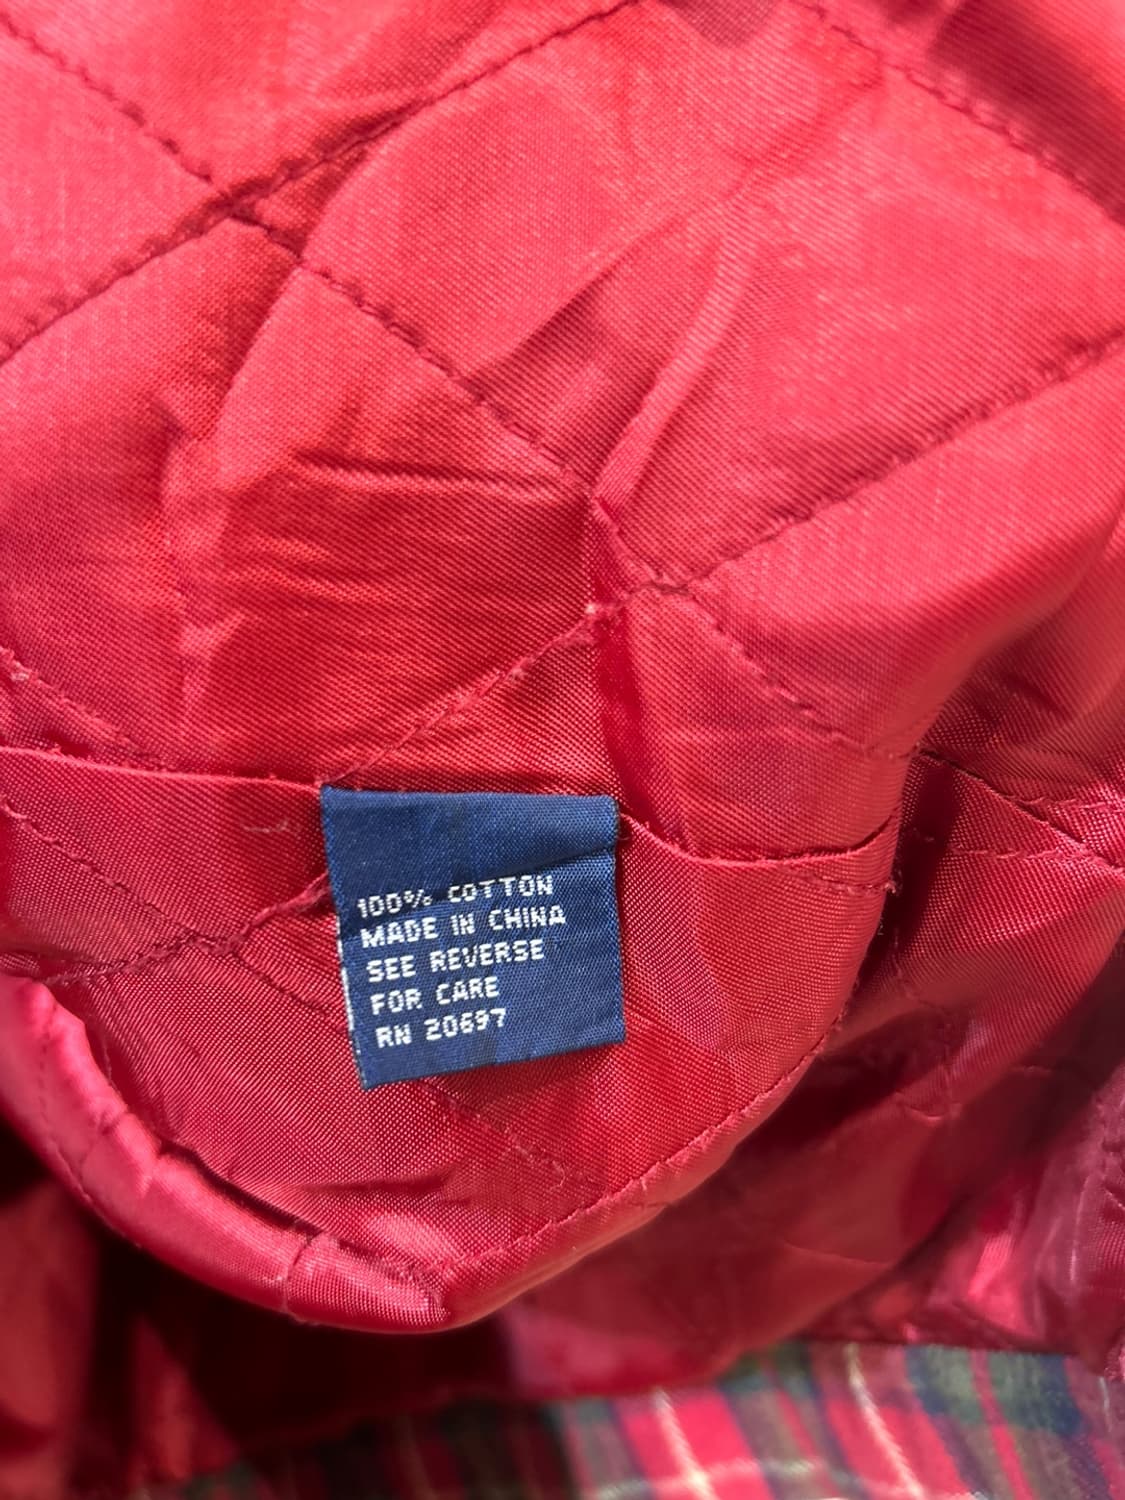 100% COTTON
MADE IN CHINA
SEE REVERSE
FOR CARE
RN 20697